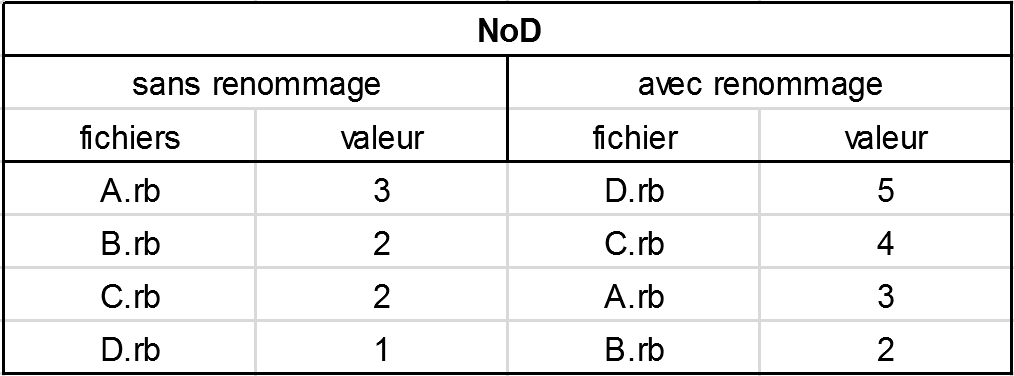 NoD
sans renommage avec renommage
fichiers valeur fichier valeur
A.rb 3 D.rb 5
B.rb 2 C.rb 4
C.rb 2 A.rb 3
D.rb 1 B.rb 2